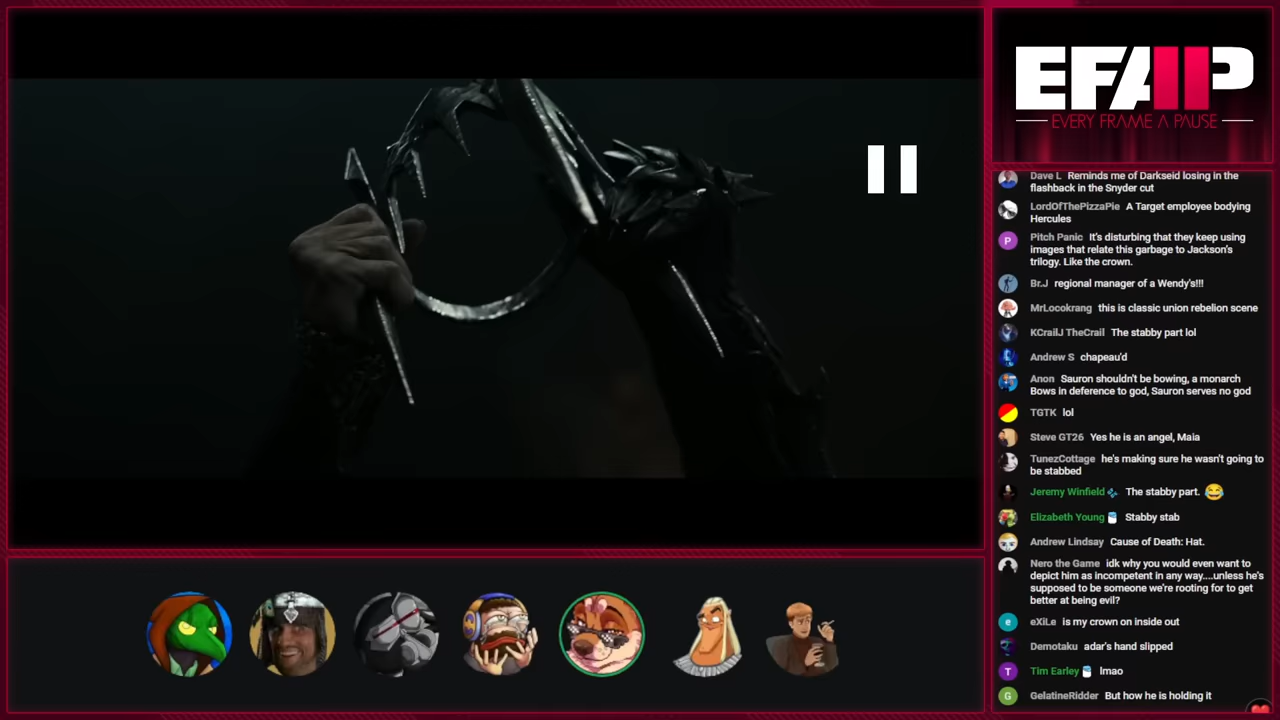 EFAP
EVERY FRAME A PAUSE
Dave L Reminds me of Darkseid losing in the
flashback in the Snyder cut
LordOfThePizzaPie A Target employee bodying
Hercules
P
Pitch Panic It's disturbing that they keep using
images that relate this garbage to Jackson's
trilogy. Like the crown.
Br.J regional manager of a Wendy's!!!
MrLocokrang this is classic union rebelion scene
KCrailJ TheCrail The stabby part lol
Andrew S chapeau'd
Anon Sauron shouldn't be bowing, a monarch
Bows in deference to god, Sauron serves no god
TGTK lol
Steve GT26 Yes he is an angel, Maia
TunezCottage he's making sure he wasn't going to
be stabbed
Jeremy Winfield The stabby part. 😂
Elizabeth Young Stabby stab
Andrew Lindsay Cause of Death: Hat.
Nero the Game idk why you would even want to
depict him as incompetent in any way....unless he's
supposed to be someone we're rooting for to get
better at being evil?
e eXiLe is my crown on inside out
Demotaku adar's hand slipped
T Tim Earley lmao
G GelatineRidder But how he is holding it